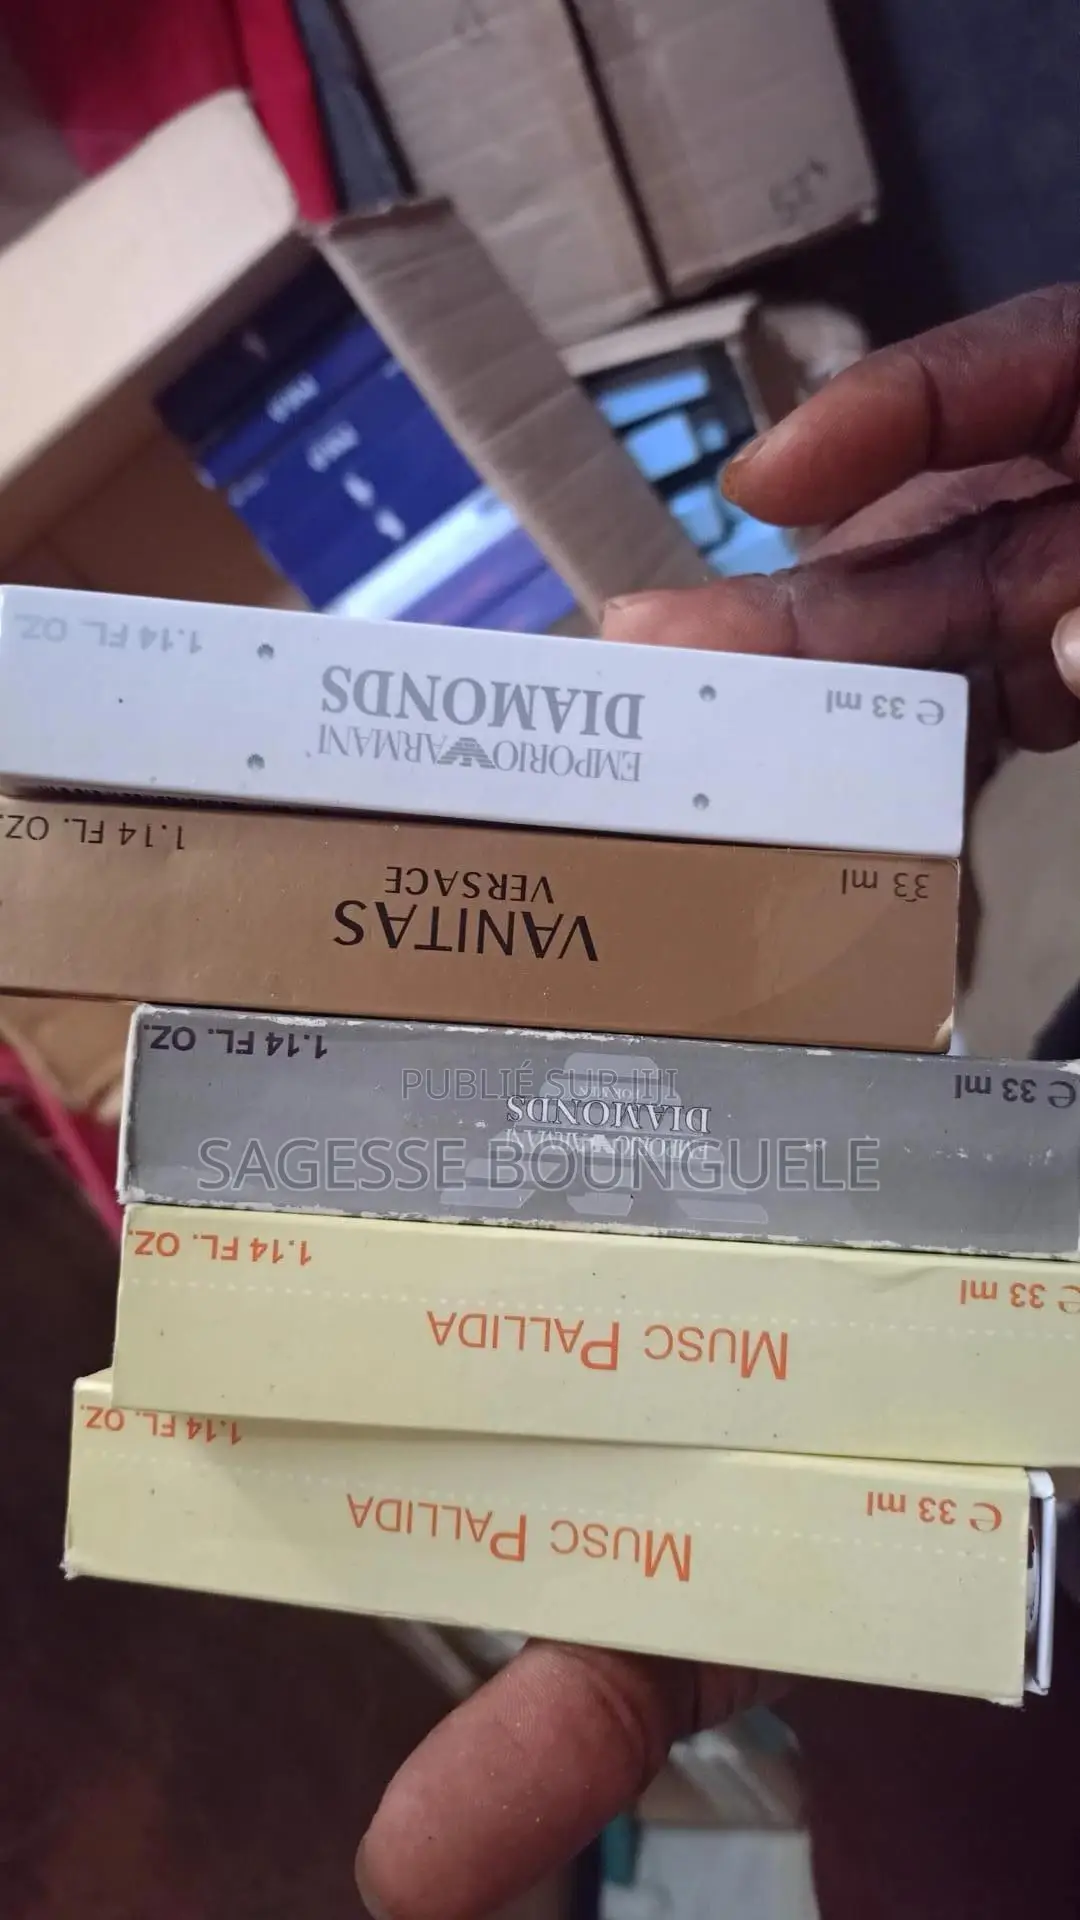 1.14 FL. OZ.
EMPORIO ARMANI
DIAMONDS
e 33 ml
1.14 FL. OZ.
VANITAS
VERSACE
33 ml
1.14 FL. OZ.
EMPORIO ARMANI
DIAMONDS
e 33 ml
PUBLIÉ SUR JIJI
SAGESSE BOUNGUELE
1.14 FL. OZ.
MUSC PALLIDA
e 33 ml
1.14 FL. OZ.
MUSC PALLIDA
e 33 ml